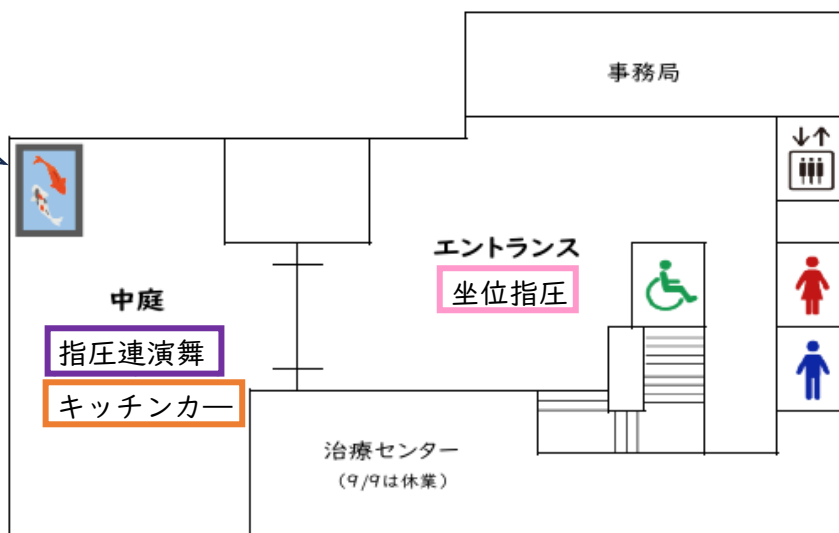 事務局
エントランス
坐位指圧
中庭
指圧連演舞
キッチンカー
治療センター
(9/9は休業)